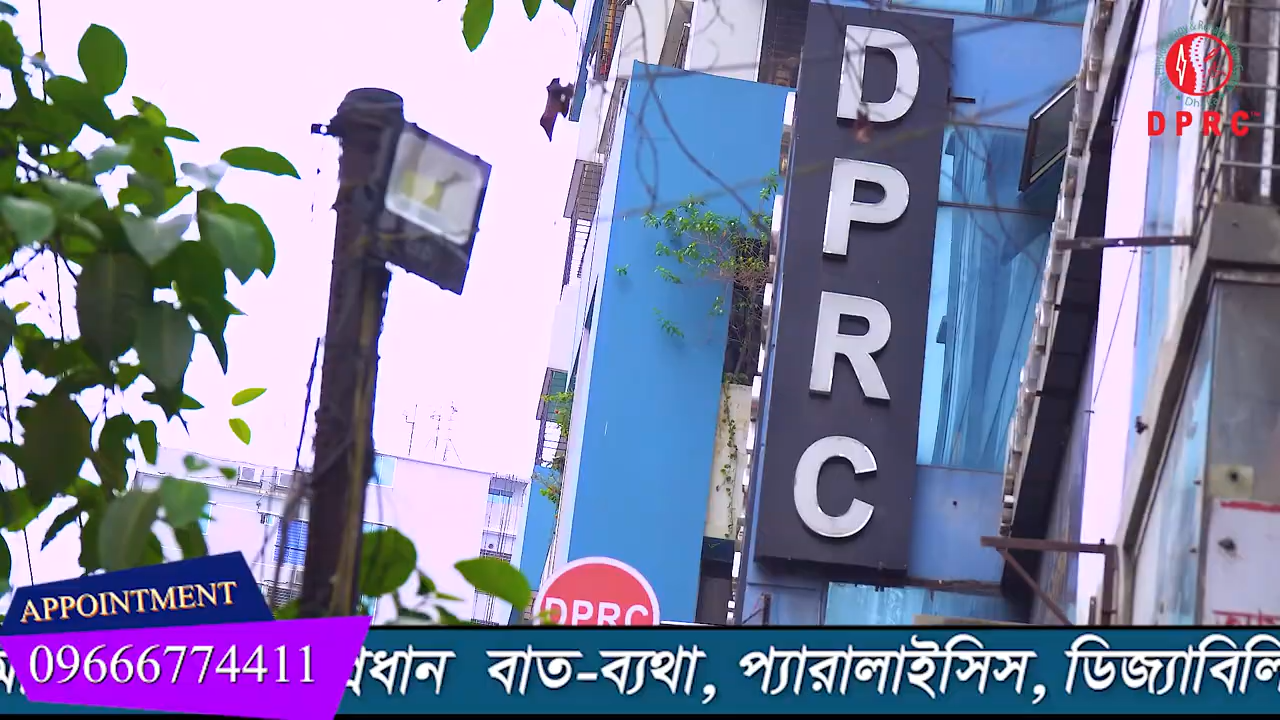 D
P
R
C
DPRC
DPRC
APPOINTMENT
09666774411
প্রধান বাত-ব্যথা, প্যারালাইসিস, ডিজ্যাবিলি